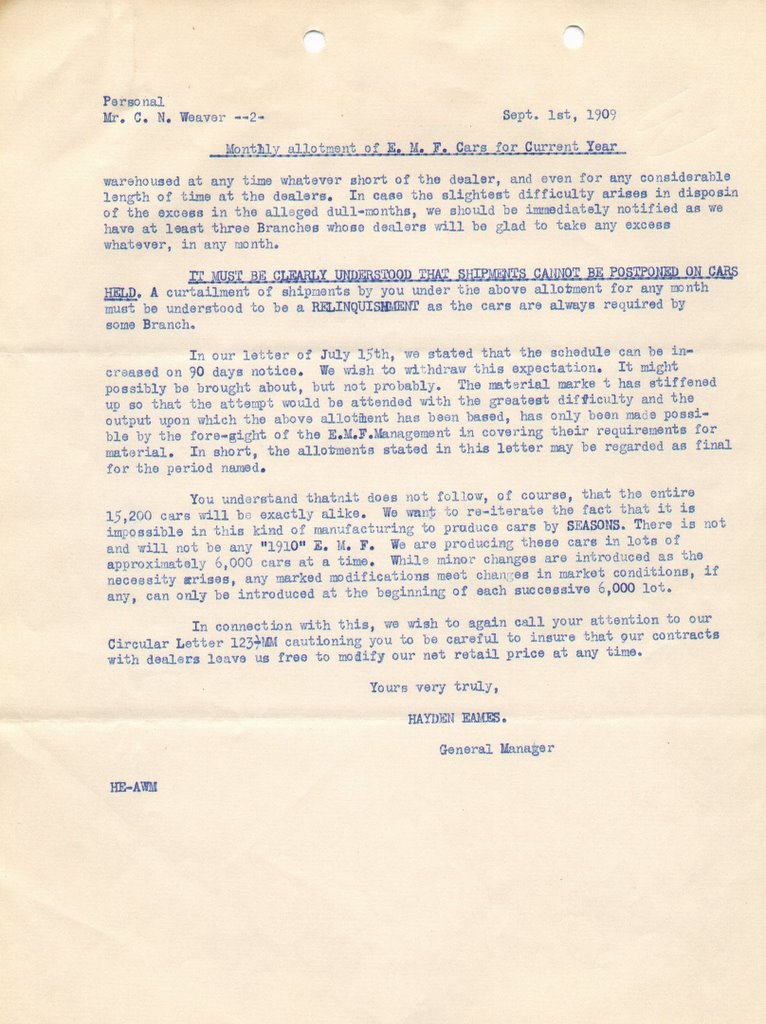 Personal
Mr. C. N. Weaver --2- Sept. 1st, 1909
Monthly allotment of E. M. F. Cars for Current Year
warehoused at any time whatever short of the dealer, and even for any considerable
length of time at the dealers. In case the slightest difficulty arises in disposin
of the excess in the alleged dull-months, we should be immediately notified as we
have at least three Branches whose dealers will be glad to take any excess
whatever, in any month.
IT MUST BE CLEARLY UNDERSTOOD THAT SHIPMENTS CANNOT BE POSTPONED ON CARS
HELD. A curtailment of shipments by you under the above allotment for any month
must be understood to be a RELINQUISHMENT as the cars are always required by
some Branch.
In our letter of July 15th, we stated that the schedule can be in-
creased on 90 days notice. We wish to withdraw this expectation. It might
possibly be brought about, but not probably. The material marke t has stiffened
up so that the attempt would be attended with the greatest difficulty and the
output upon which the above allotment has been based, has only been made possi-
ble by the fore-sight of the E.M.F.Management in covering their requirements for
material. In short, the allotments stated in this letter may be regarded as final
for the period named.
You understand thatnit does not follow, of course, that the entire
15,200 cars will be exactly alike. We want to re-iterate the fact that it is
impossible in this kind of manufacturing to produce cars by SEASONS. There is not
and will not be any "1910" E. M. F. We are producing these cars in lots of
approximately 6,000 cars at a time. While minor changes are introduced as the
necessity arises, any marked modifications meet changes in market conditions, if
any, can only be introduced at the beginning of each successive 6,000 lot.
In connection with this, we wish to again call your attention to our
Circular Letter 123-MM cautioning you to be careful to insure that our contracts
with dealers leave us free to modify our net retail price at any time.
Yours very truly,
HAYDEN EAMES.
General Manager
HE-AWM